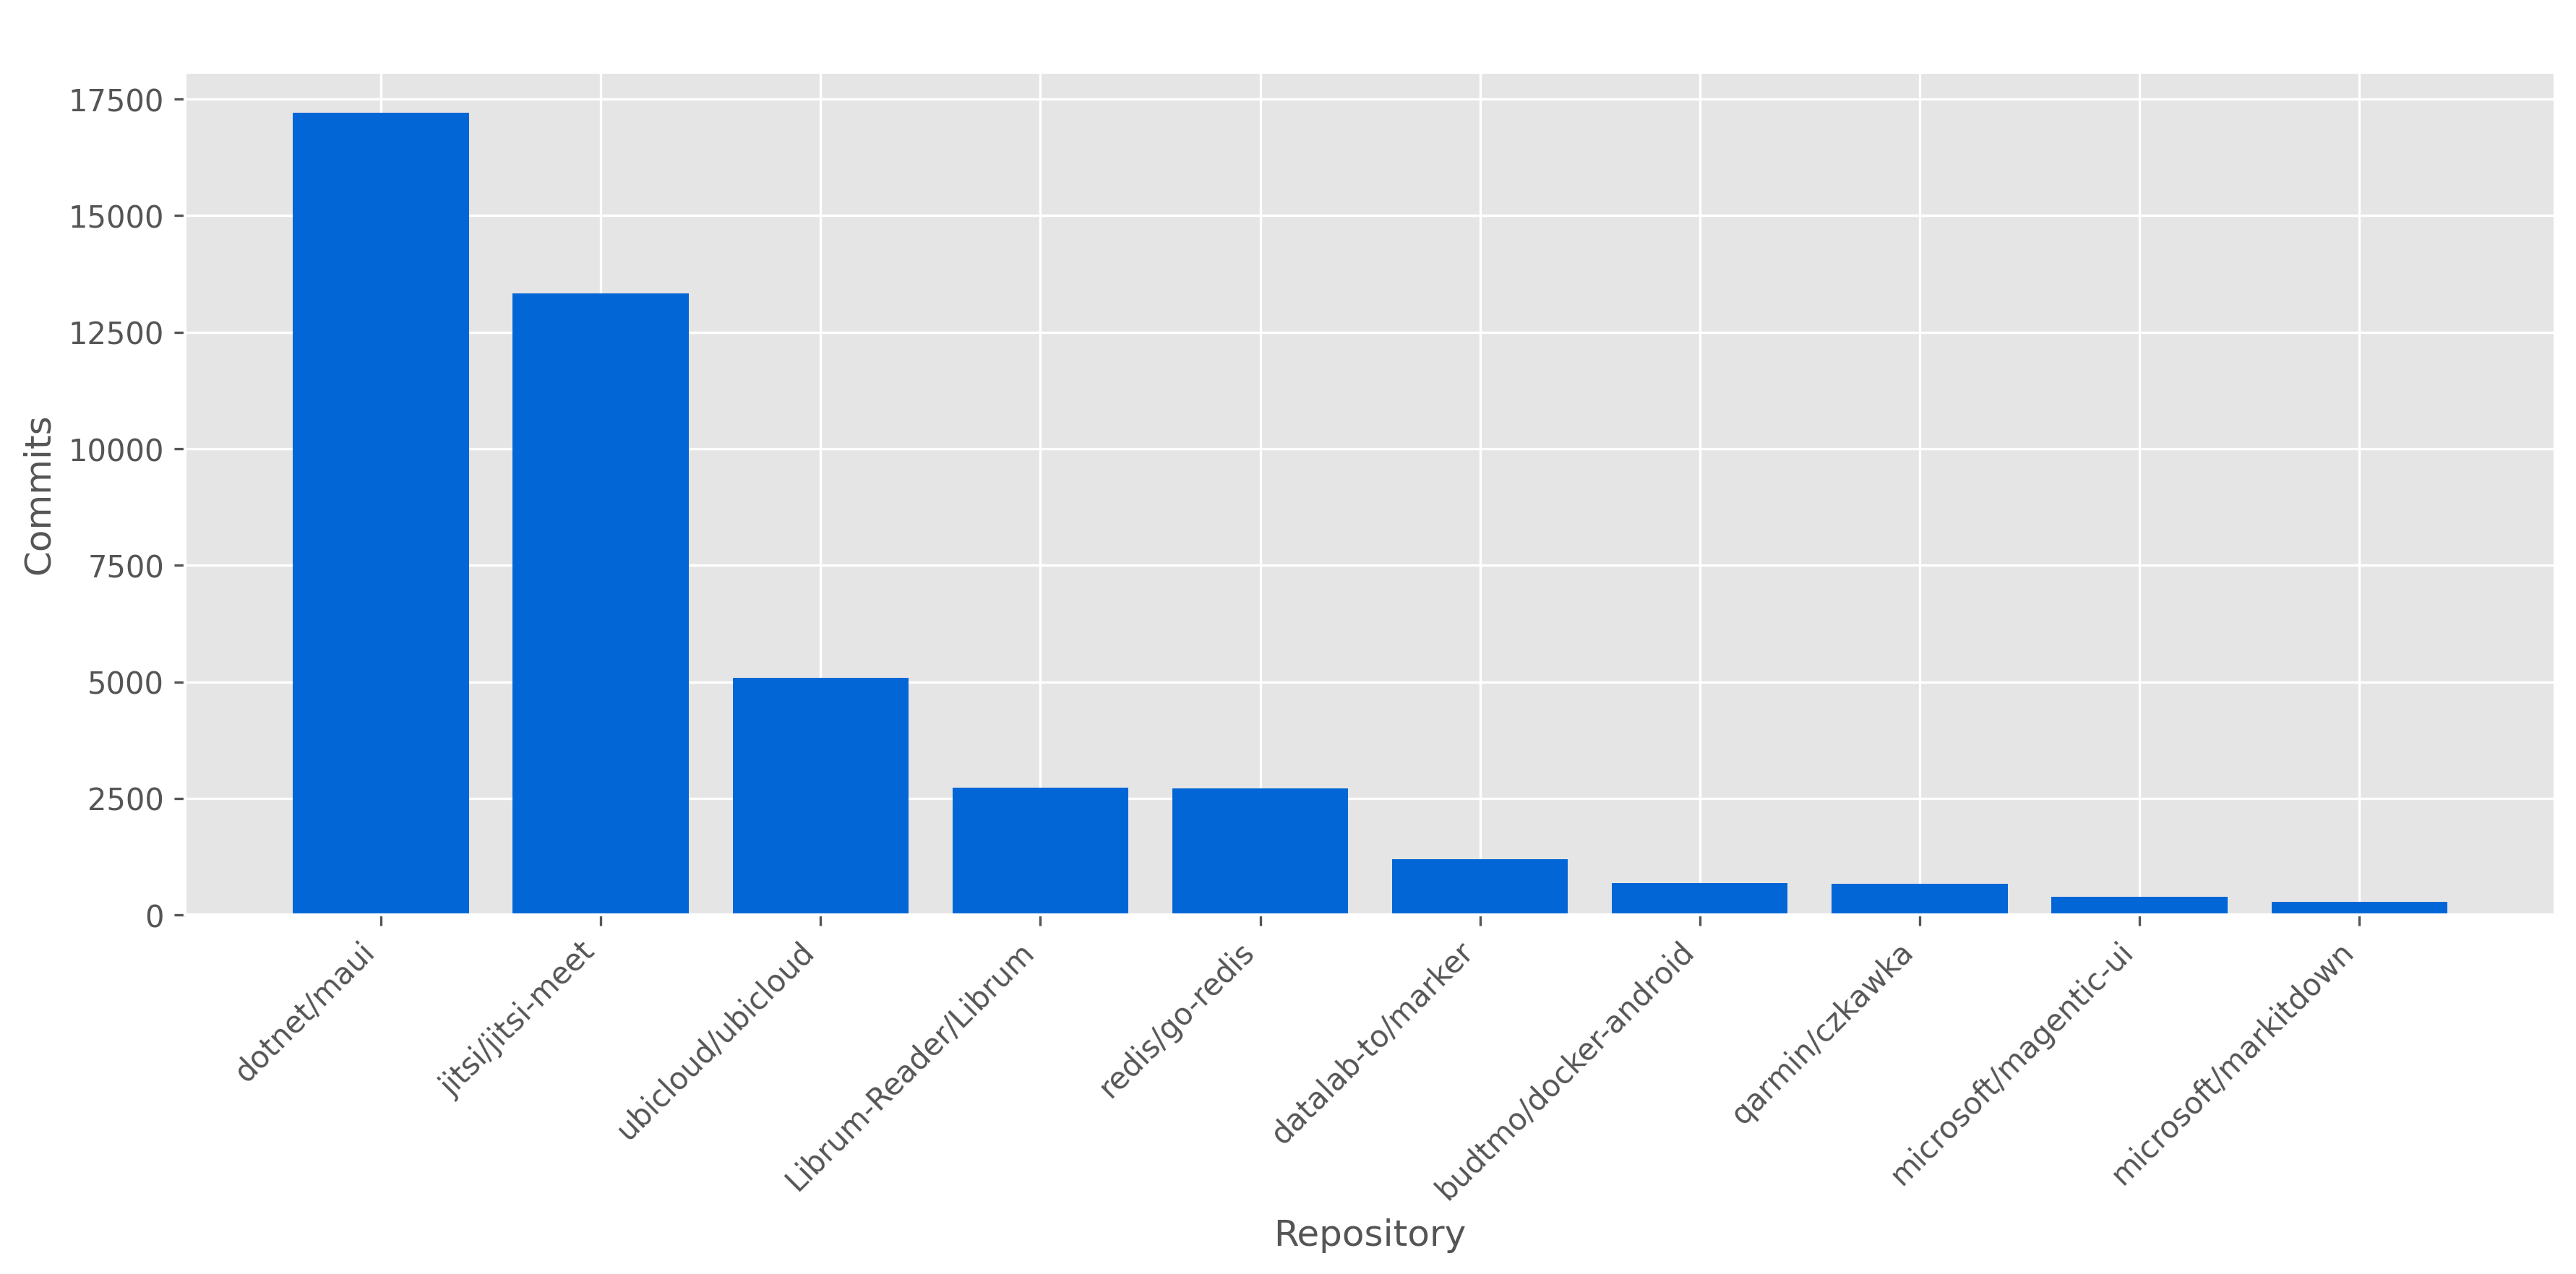 17500
15000
12500
10000
7500
5000
2500
0
Commits
dotnet/maui
jitsi/jitsi-meet
ubicloud/ubicloud
Librum-Reader/Librum
redis/go-redis
datalab-to/marker
budtmo/docker-android
qarmin/czkawka
microsoft/magentic-ui
microsoft/markitdown
Repository